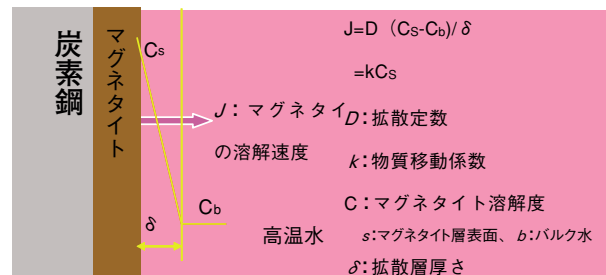 炭素鋼
マグネタイト
Cs
Cb
δ
J：マグネタイ
の溶解速度
高温水
J=D（Cs-Cb)/δ
=kCs
D：拡散定数
k：物質移動係数
C：マグネタイト溶解度
s：マグネタイト層表面、b：バルク水
δ：拡散層厚さ